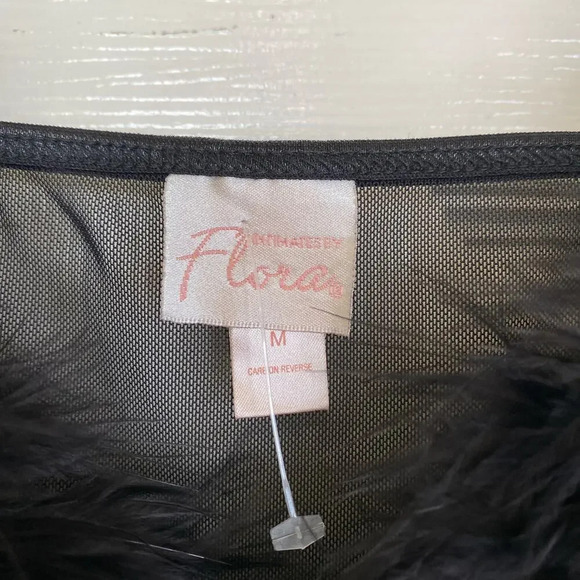 INTIMATES BY
Flora
M
CARE ON REVERSE